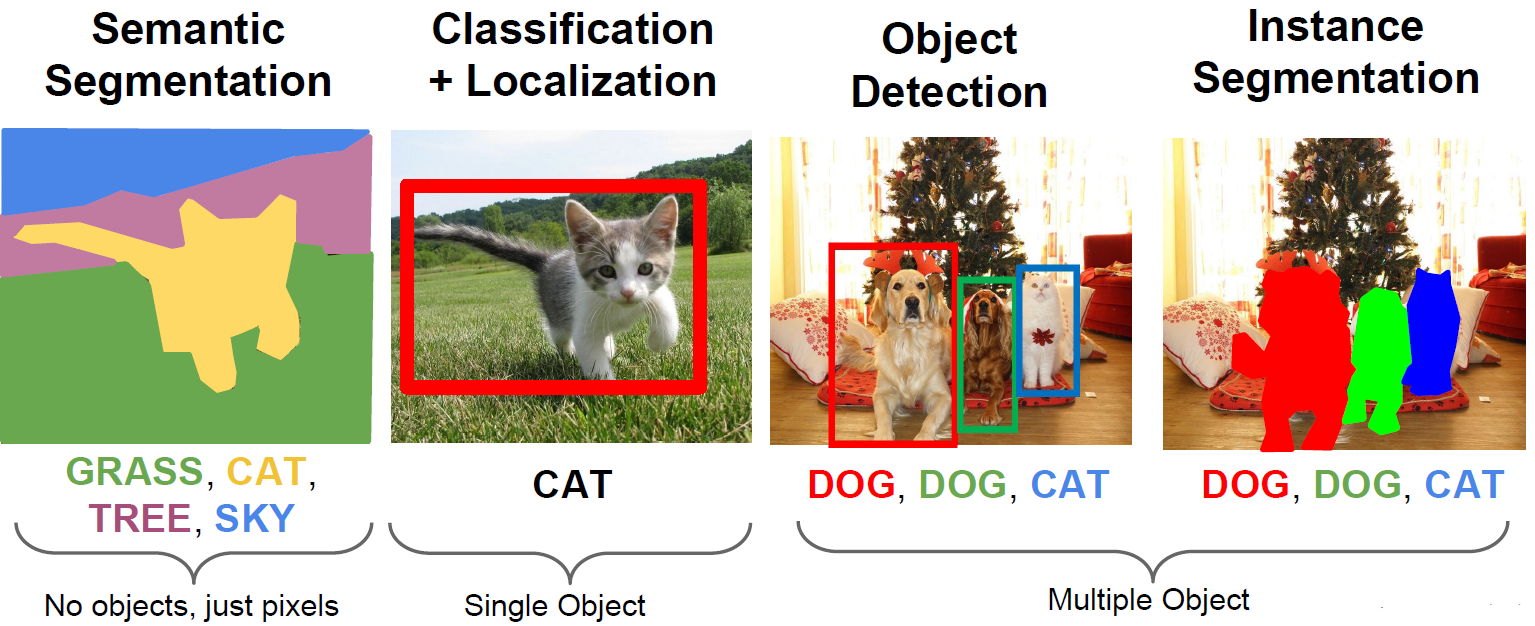 Semantic
Segmentation
Classification
+ Localization
Object
Detection
Instance
Segmentation
GRASS, CAT,
TREE, SKY
CAT
DOG, DOG, CAT
DOG, DOG, CAT
No objects, just pixels
Single Object
Multiple Object